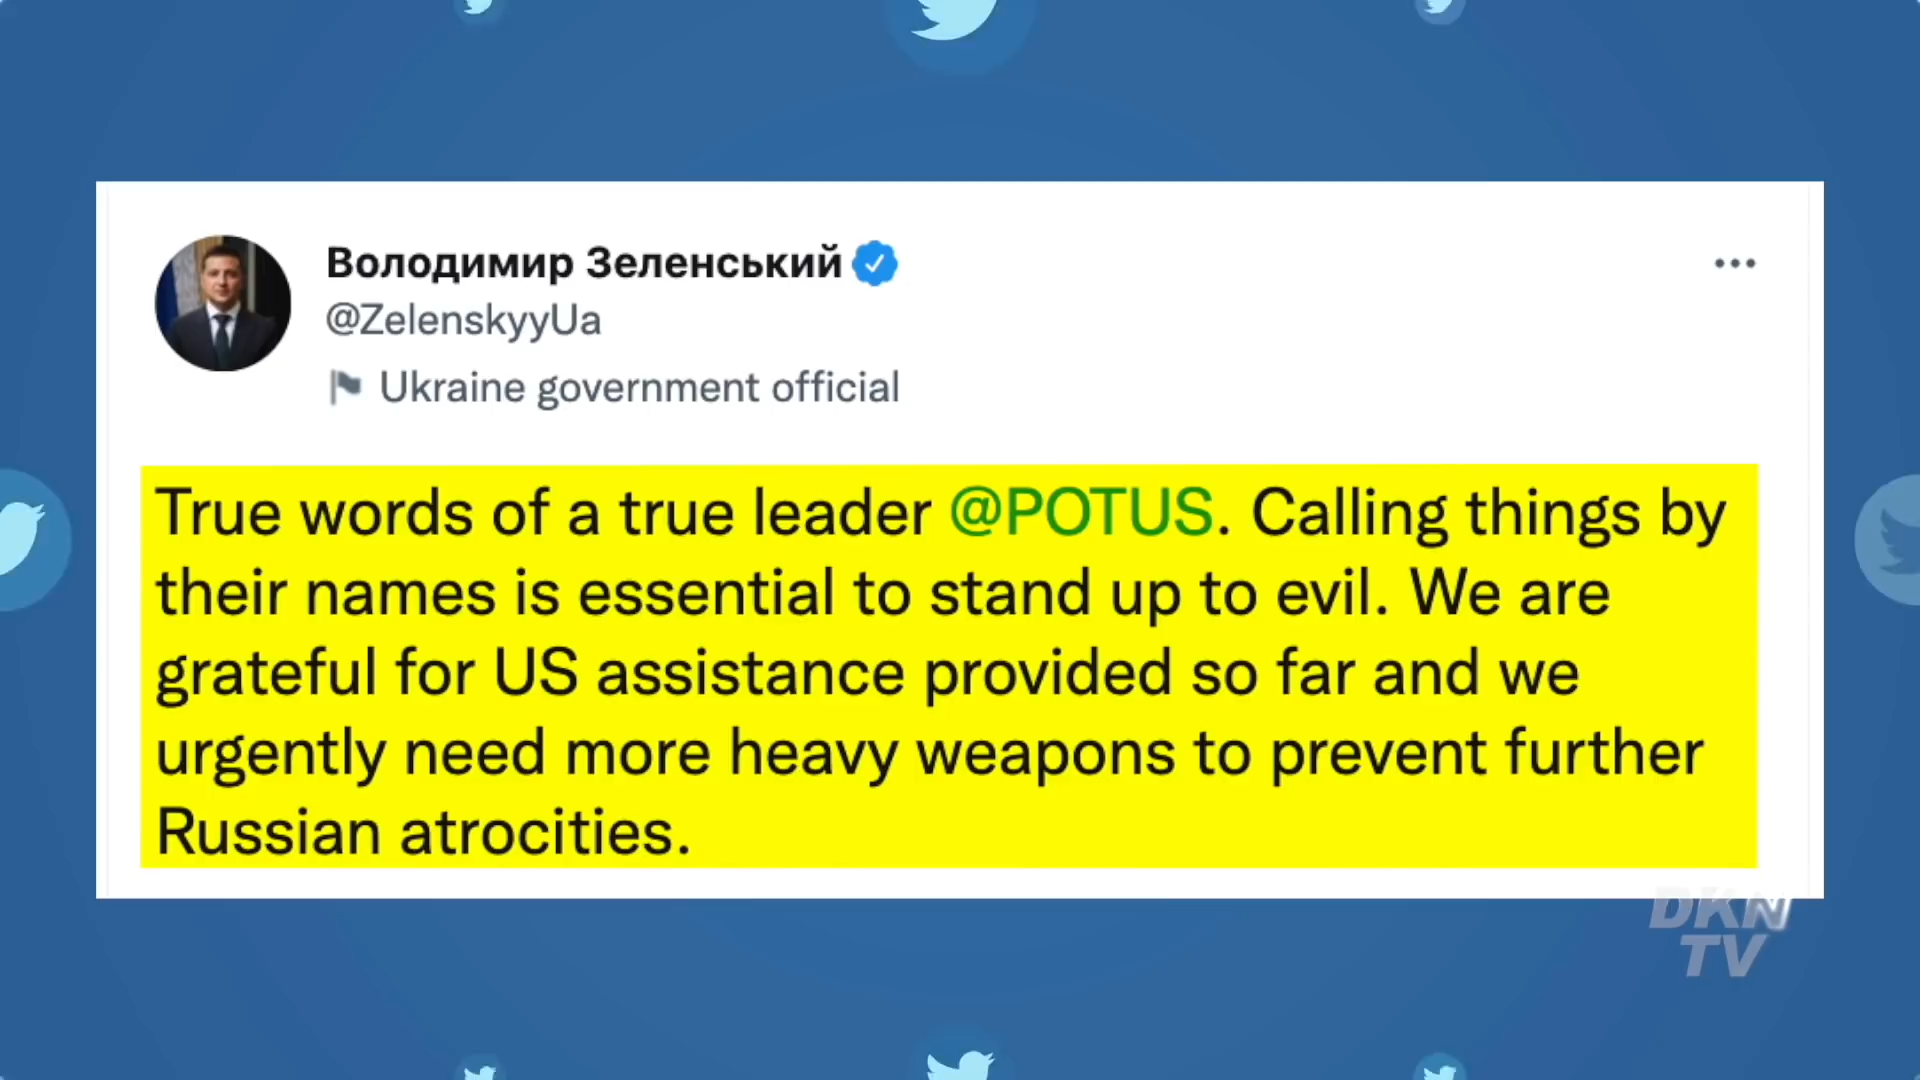 Володимир Зеленський
@ZelenskyyUa
Ukraine government official
True words of a true leader @POTUS. Calling things by
their names is essential to stand up to evil. We are
grateful for US assistance provided so far and we
urgently need more heavy weapons to prevent further
Russian atrocities.
DKN
TV